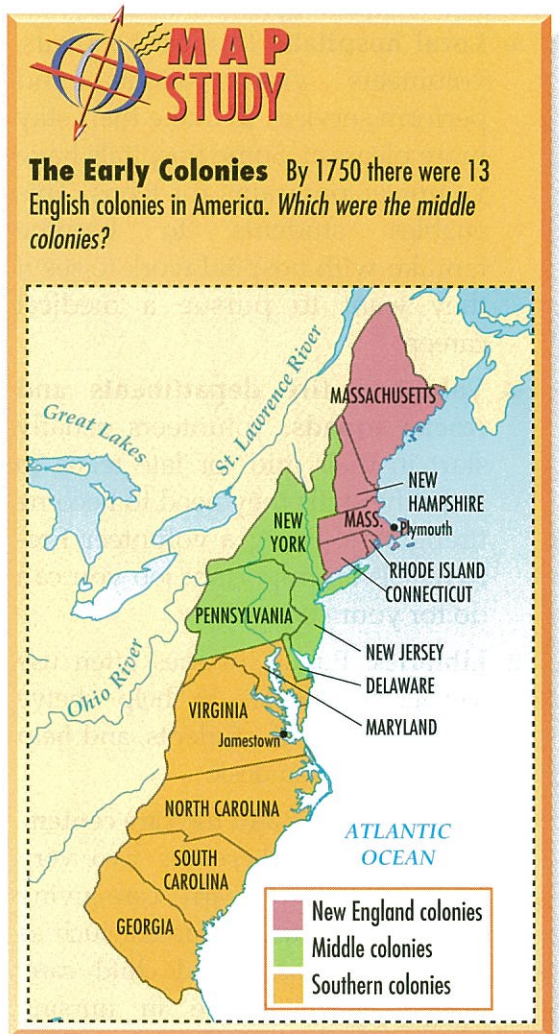 MAP
STUDY
The Early Colonies By 1750 there were 13
English colonies in America. Which were the middle
colonies?
St. Lawrence River
Great Lakes
MASSACHUSETTS
NEW
HAMPSHIRE
MASS.
Plymouth
NEW
YORK
RHODE ISLAND
CONNECTICUT
PENNSYLVANIA
NEW JERSEY
DELAWARE
Ohio River
MARYLAND
VIRGINIA
Jamestown
NORTH CAROLINA
ATLANTIC
OCEAN
SOUTH
CAROLINA
GEORGIA
New England colonies
Middle colonies
Southern colonies